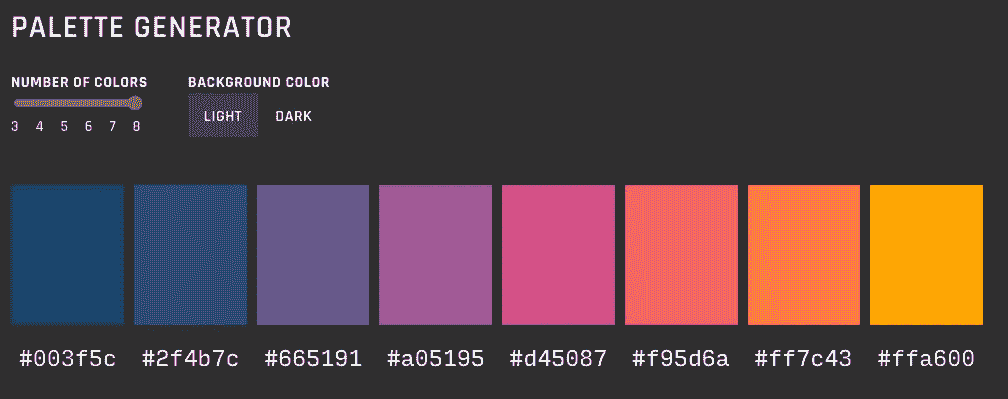 PALETTE GENERATOR
NUMBER OF COLORS BACKGROUND COLOR
LIGHT DARK
3 4 5 6 7 8
#003f5c #2f4b7c #665191 #a05195 #d45087 #f95d6a #ff7c43 #ffa600